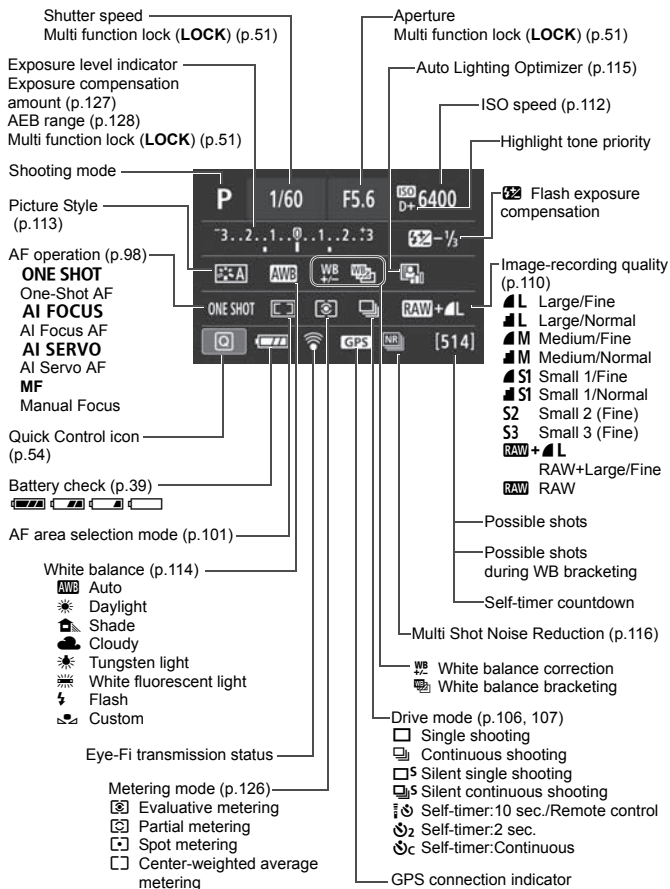 Shutter speed
Multi function lock (LOCK) (p.51)
Aperture
Multi function lock (LOCK) (p.51)
Exposure level indicator
Exposure compensation
amount (p.127)
AEB range (p.128)
Multi function lock (LOCK) (p.51)
Auto Lighting Optimizer (p.115)
ISO speed (p.112)
Highlight tone priority
Shooting mode
Picture Style
(p.113)
AF operation (p.98)
ONE SHOT
One-Shot AF
AI FOCUS
AI Focus AF
AI SERVO
AI Servo AF
MF
Manual Focus
Quick Control icon
(p.54)
Battery check (p.39)
AF area selection mode (p.101)
P 1/60 F5.6 ISO D+ 6400
-3..2..1..0..1..2..+3 -1/3
A AWB WB +/- WB
ONE SHOT RAW+L
Q GPS NR [514]
Flash exposure
compensation
Image-recording quality
(p.110)
L Large/Fine
L Large/Normal
M Medium/Fine
M Medium/Normal
S1 Small 1/Fine
S1 Small 1/Normal
S2 Small 2 (Fine)
S3 Small 3 (Fine)
RAW+L
RAW+Large/Fine
RAW RAW
Possible shots
Possible shots
during WB bracketing
Self-timer countdown
Multi Shot Noise Reduction (p.116)
White balance (p.114)
AWB Auto
Daylight
Shade
Cloudy
Tungsten light
White fluorescent light
Flash
Custom
WB +/- White balance correction
WB White balance bracketing
Drive mode (p.106, 107)
Single shooting
Continuous shooting
S Silent single shooting
S Silent continuous shooting
Self-timer:10 sec./Remote control
2 Self-timer:2 sec.
C Self-timer:Continuous
Eye-Fi transmission status
Metering mode (p.126)
Evaluative metering
Partial metering
Spot metering
Center-weighted average
metering
GPS connection indicator